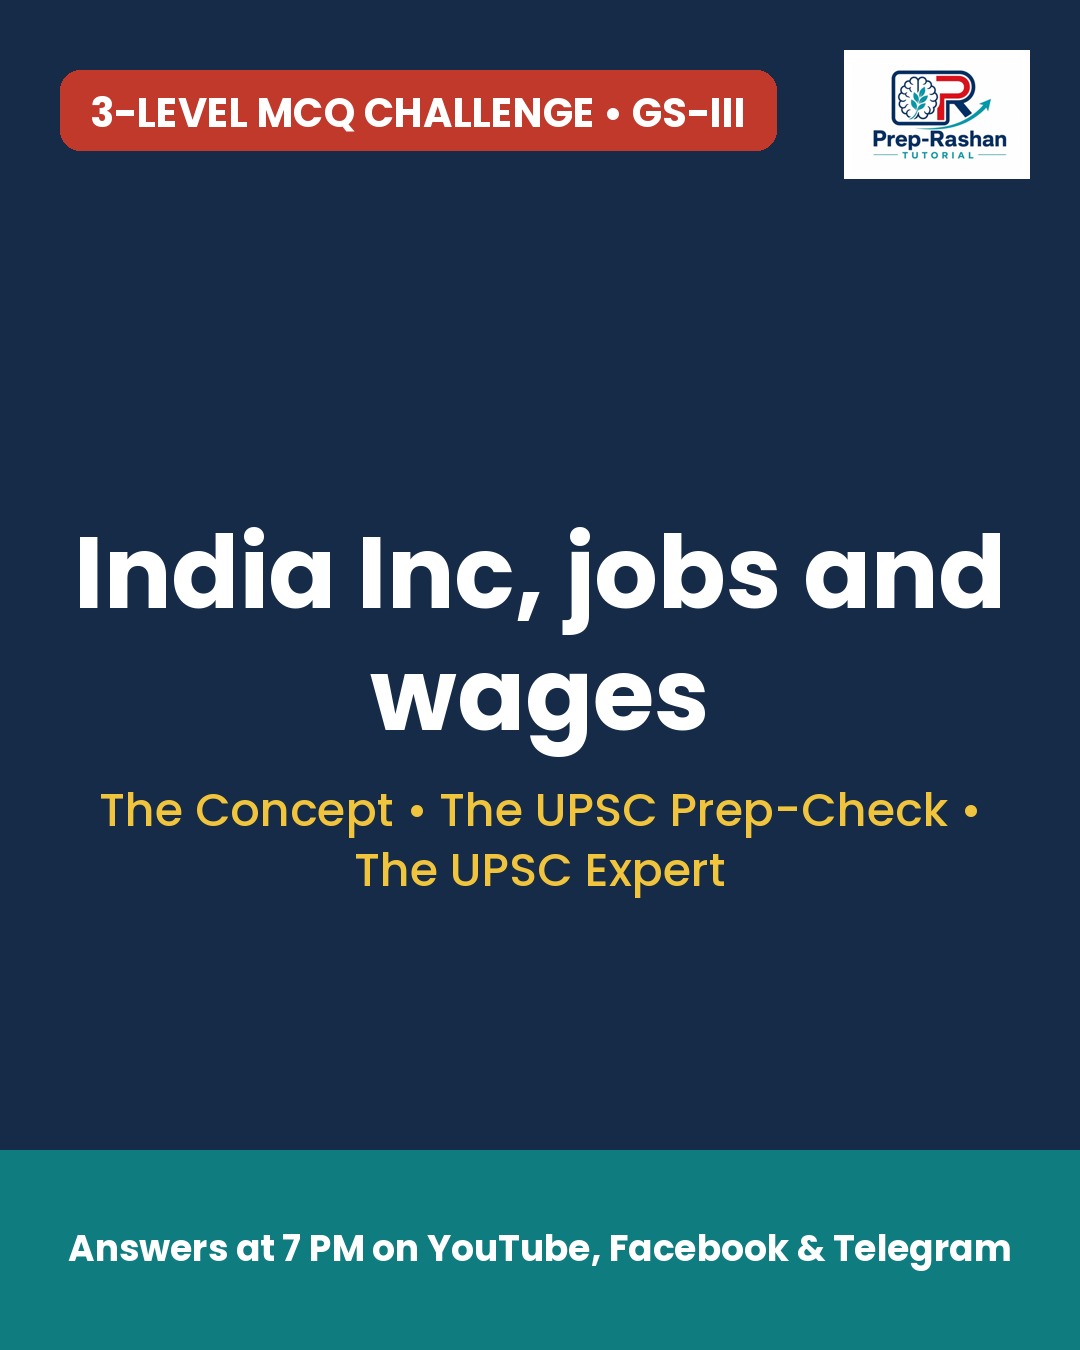 3-LEVEL MCQ CHALLENGE • GS-III
Prep-Rashan
TUTORIAL
India Inc, jobs and
wages
The Concept • The UPSC Prep-Check •
The UPSC Expert
Answers at 7 PM on YouTube, Facebook & Telegram